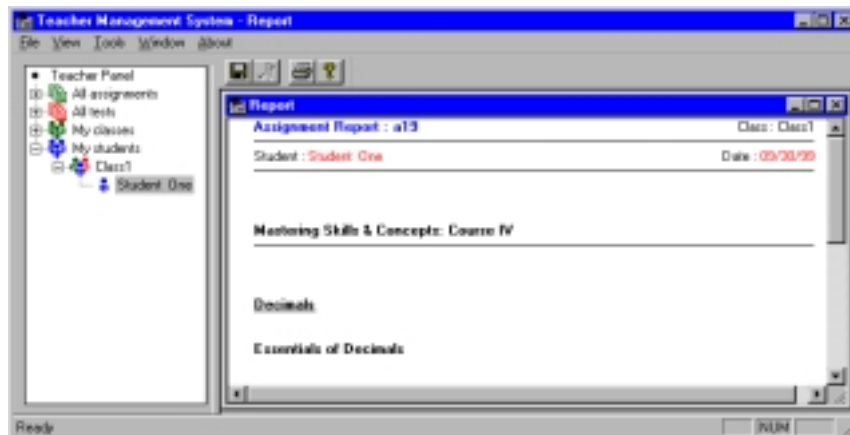 Teacher Management System - Report
File View Tools Window About
Teacher Panel
All assignments
All tests
My classes
My students
Class1
Student One
Report
Assignment Report : a19 Class : Class1
Student : Student One Date : 09/30/99
Mastering Skills & Concepts: Course IV
Decimals
Essentials of Decimals
Ready NUM